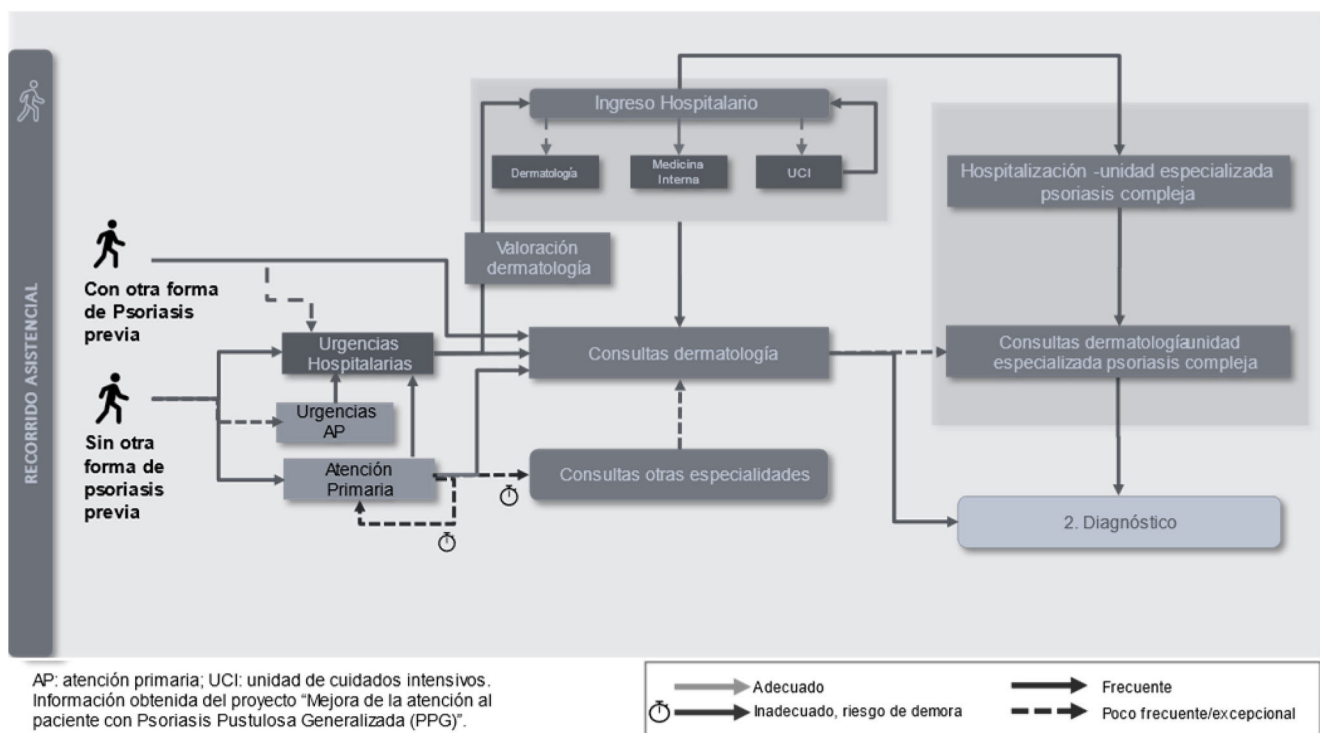 RECORRIDO ASISTENCIAL
Ingreso Hospitalario
Dermatología
Medicina
Interna
UCI
Hospitalización -unidad especializada
psoriasis compleja
Valoración
dermatología
Con otra forma
de Psoriasis
previa
Urgencias
Hospitalarias
Consultas dermatología
Consultas dermatología unidad
especializada psoriasis compleja
Sin otra
forma de
psoriasis
previa
Urgencias
AP
Atención
Primaria
Consultas otras especialidades
2. Diagnóstico
AP: atención primaria; UCI: unidad de cuidados intensivos.
Información obtenida del proyecto “Mejora de la atención al
paciente con Psoriasis Pustulosa Generalizada (PPG)”.
Adecuado
Inadecuado, riesgo de demora
Frecuente
Poco frecuente/excepcional